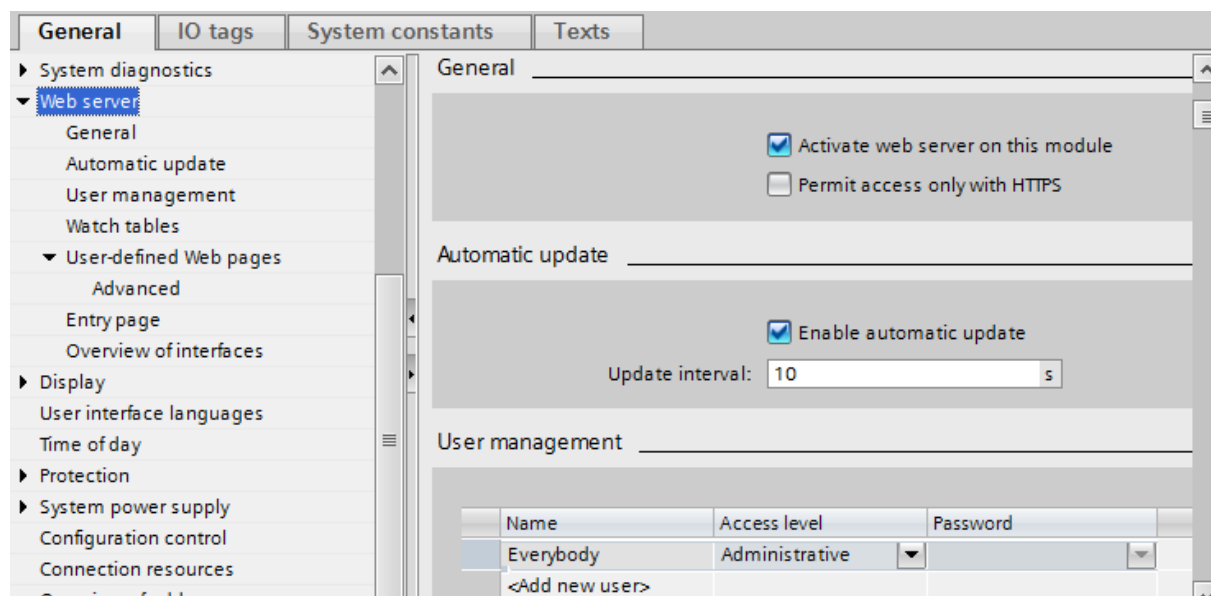 General IO tags System constants Texts
System diagnostics
Web server
General
Automatic update
User management
Watch tables
User-defined Web pages
Advanced
Entry page
Overview of interfaces
Display
User interface languages
Time of day
Protection
System power supply
Configuration control
Connection resources
General
Activate web server on this module
Permit access only with HTTPS
Automatic update
Enable automatic update
Update interval: 10 s
User management
Name Access level Password
Everybody Administrative
<Add new user>